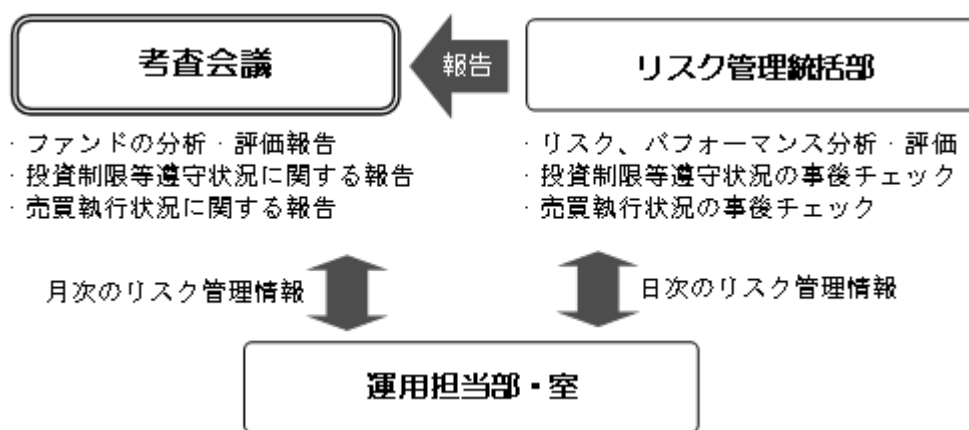 考査会議
報告
リスク管理統括部
・ファンドの分析・評価報告
・投資制限等遵守状況に関する報告
・売買執行状況に関する報告
・リスク、パフォーマンス分析・評価
・投資制限等遵守状況の事後チェック
・売買執行状況の事後チェック
月次のリスク管理情報
日次のリスク管理情報
運用担当部・室